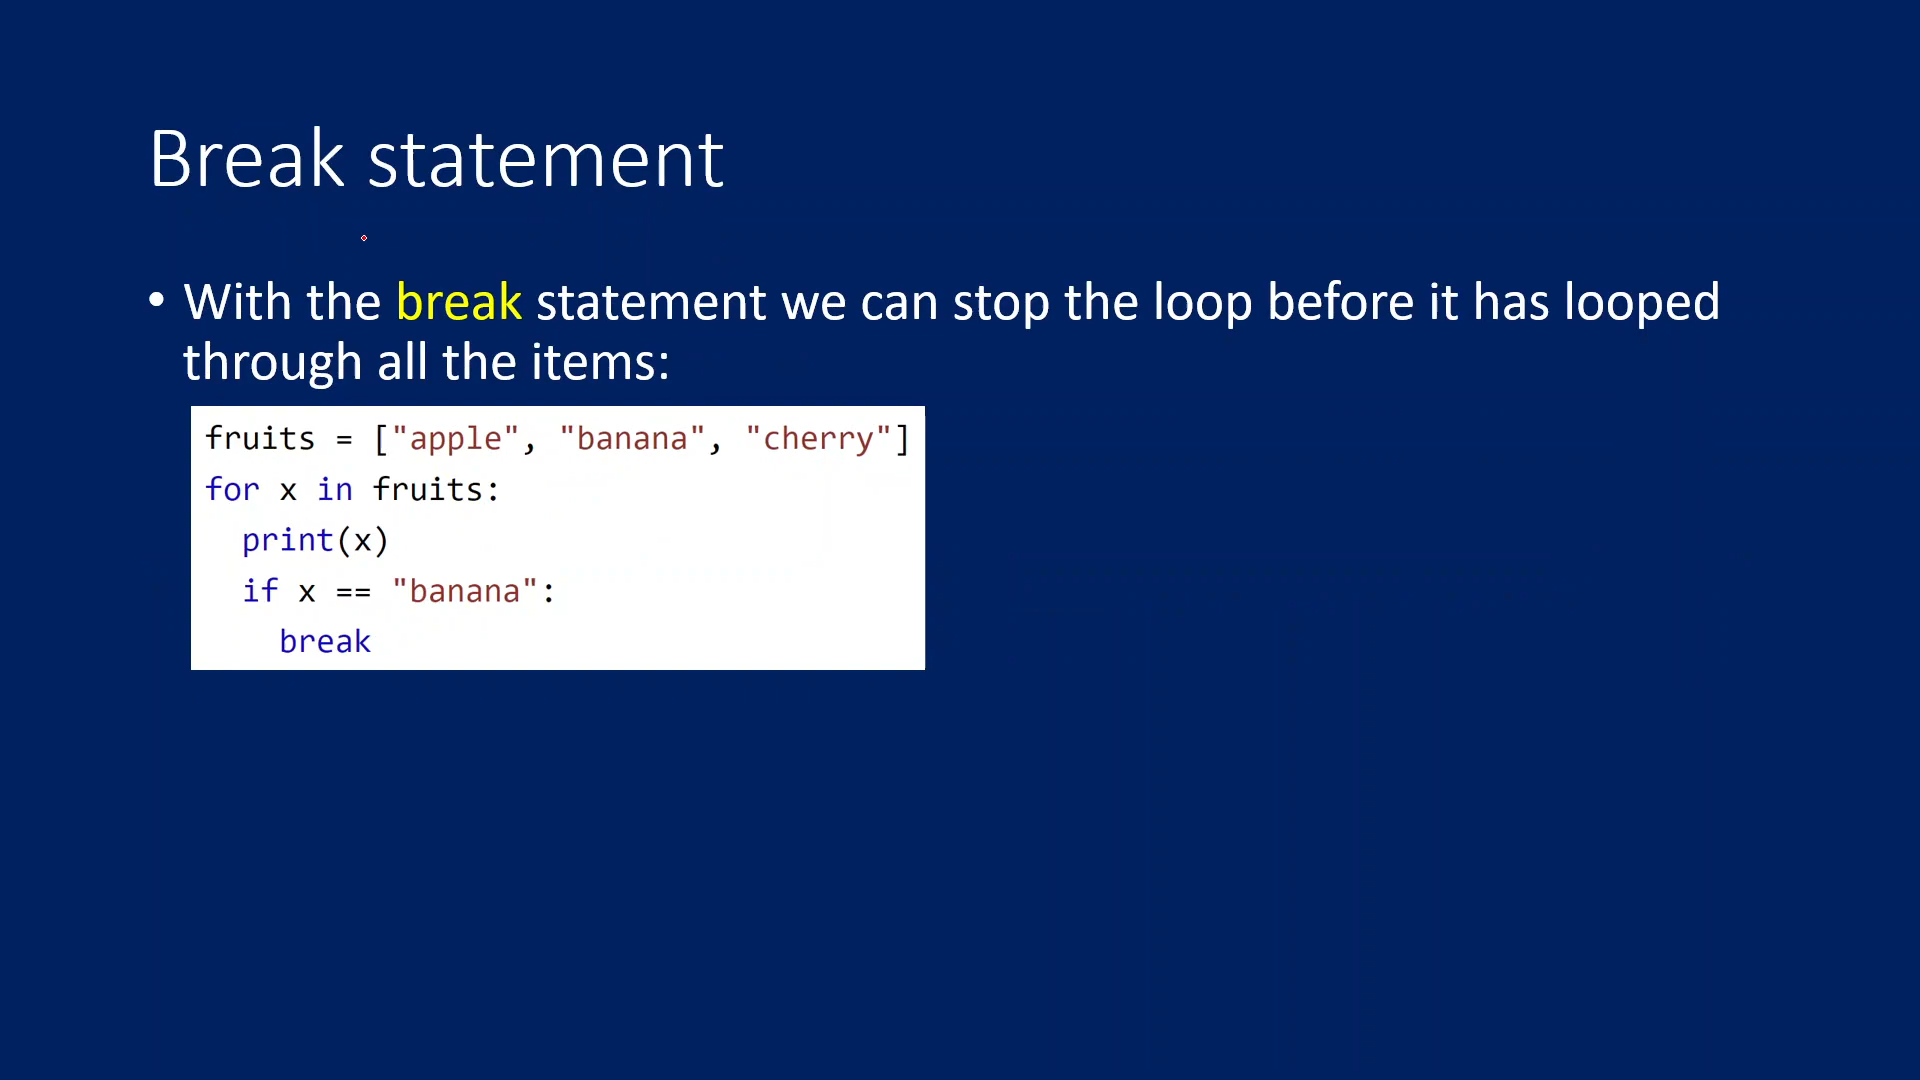 Break statement
• With the break statement we can stop the loop before it has looped
through all the items:
fruits = ["apple", "banana", "cherry"]
for x in fruits:
  print(x)
  if x == "banana":
    break